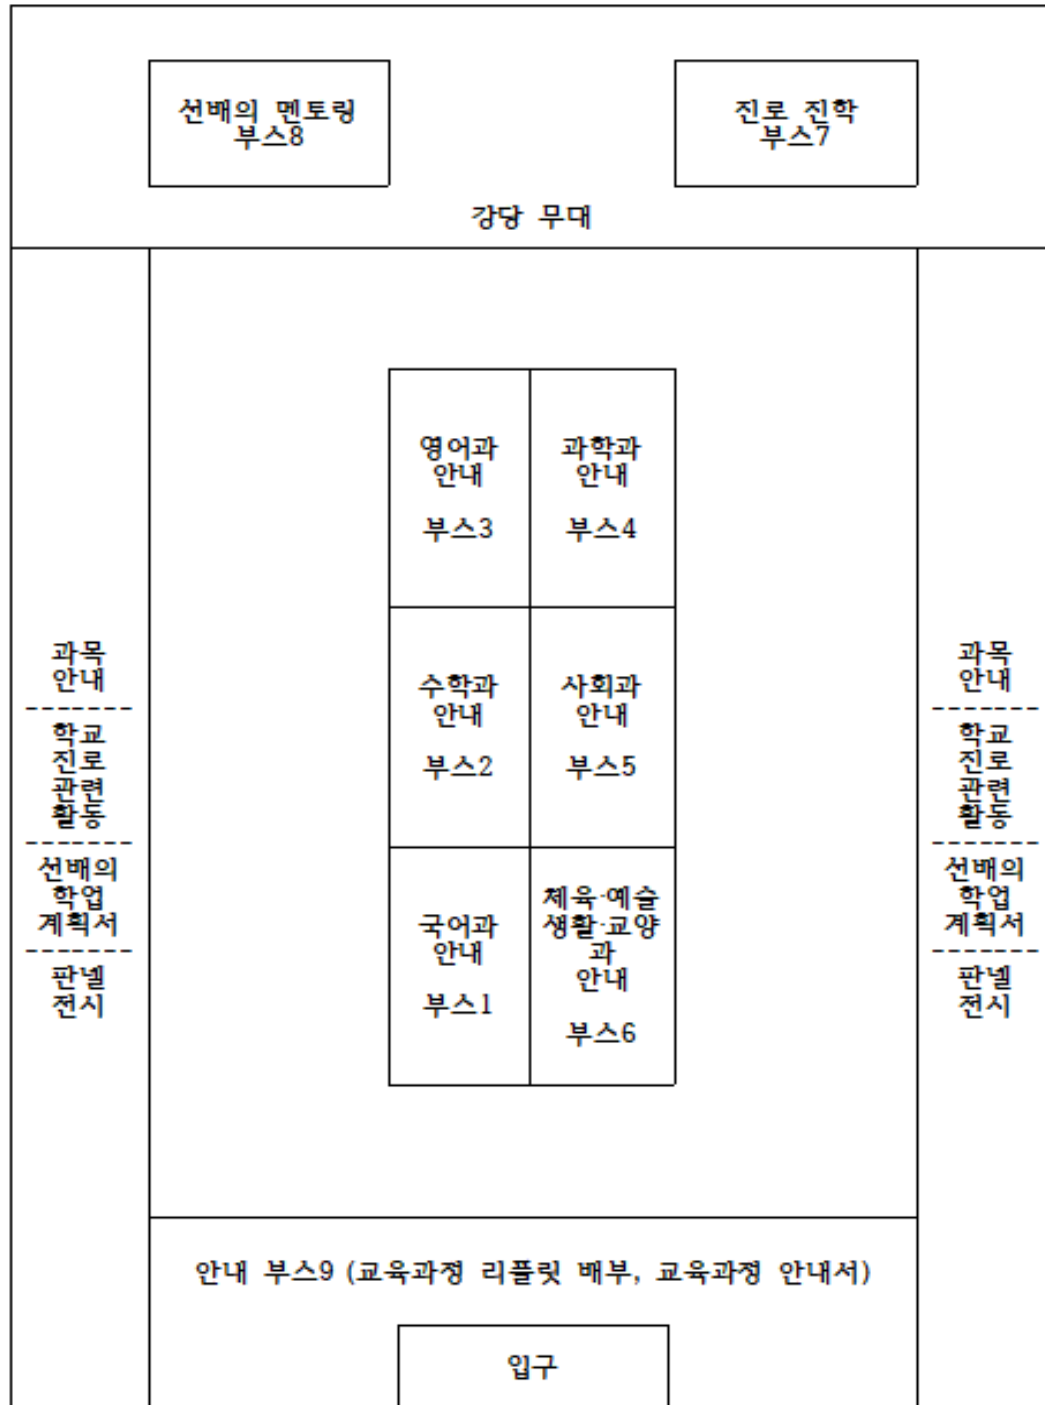 선배의 멘토링
부스8
진로 진학
부스7
강당 무대
영어과
안내
부스3
과학과
안내
부스4
수학과
안내
부스2
사회과
안내
부스5
국어과
안내
부스1
체육·예술
생활·교양
과
안내
부스6
과목
안내
-------
학교
진로
관련
활동
-------
선배의
학업
계획서
-------
판넬
전시
과목
안내
-------
학교
진로
관련
활동
-------
선배의
학업
계획서
-------
판넬
전시
안내 부스9 (교육과정 리플릿 배부, 교육과정 안내서)
입구